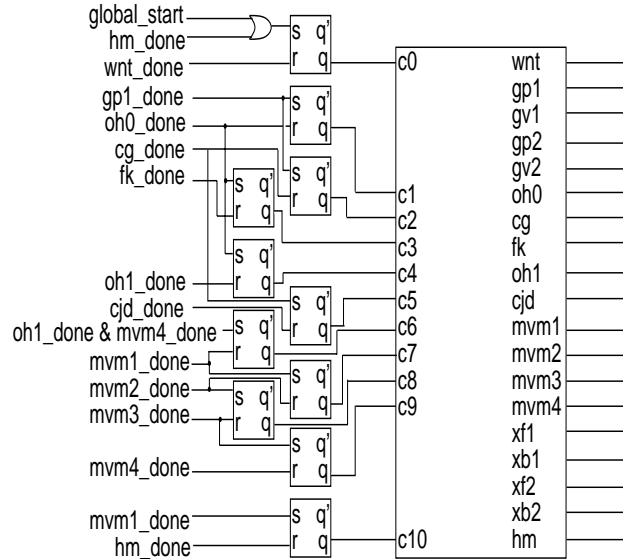 global_start
hm_done
wnt_done
gp1_done
oh0_done
cg_done
fk_done
oh1_done
cjd_done
oh1_done & mvm4_done
mvm1_done
mvm2_done
mvm3_done
mvm4_done
mvm1_done
hm_done
s q'
r q
s q'
r q
s q'
r q
s q'
r q
s q'
r q
s q'
r q
s q'
r q
s q'
r q
s q'
r q
s q'
r q
s q'
r q
c0
c1
c2
c3
c4
c5
c6
c7
c8
c9
c10
wnt
gp1
gv1
gp2
gv2
oh0
cg
fk
oh1
cjd
mvm1
mvm2
mvm3
mvm4
xf1
xb1
xf2
xb2
hm